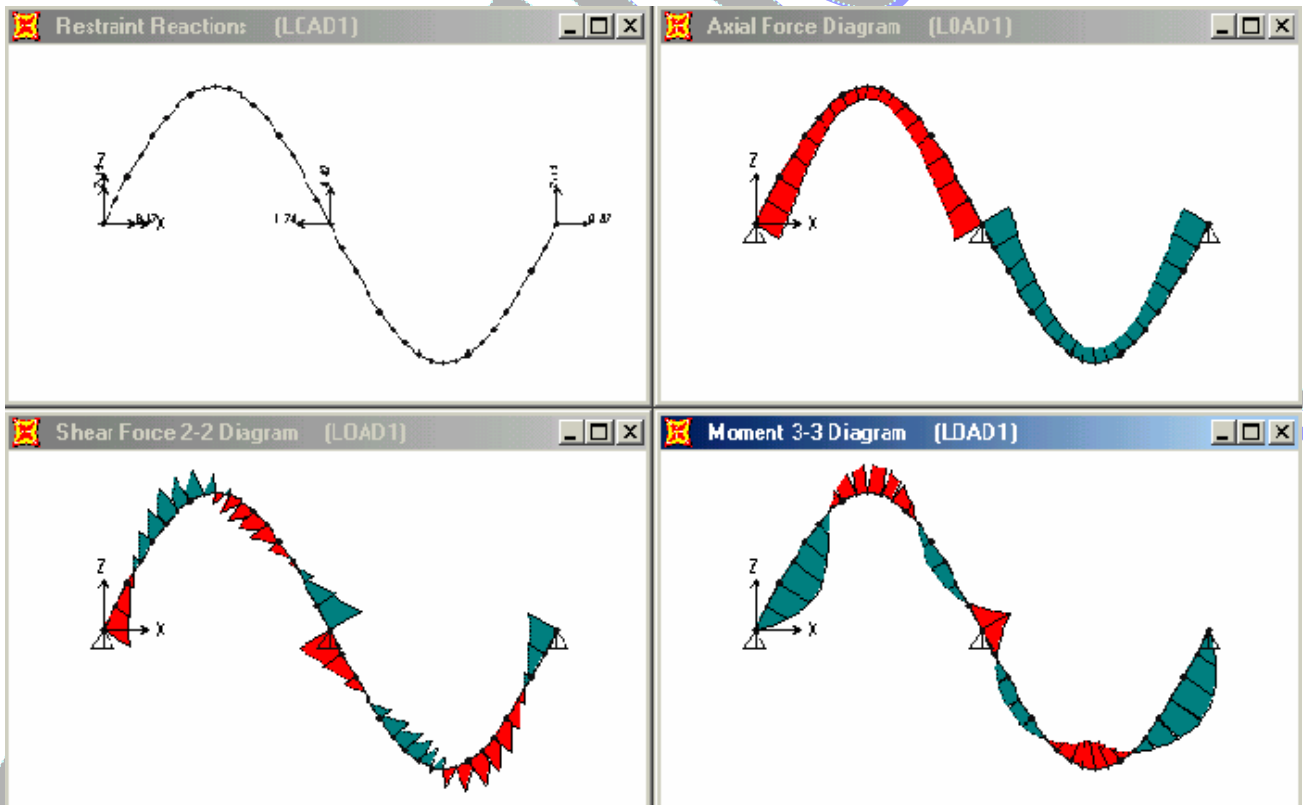 Restraint Reactions (LOAD1)
Z
X
1.74
Axial Force Diagram (LOAD1)
Z
X
Shear Force 2-2 Diagram (LOAD1)
Z
X
Moment 3-3 Diagram (LOAD1)
Z
X